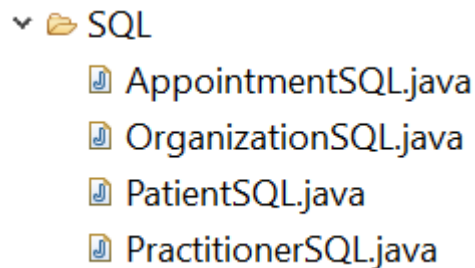 SQL
AppointmentSQL.java
OrganizationSQL.java
PatientSQL.java
PractitionerSQL.java